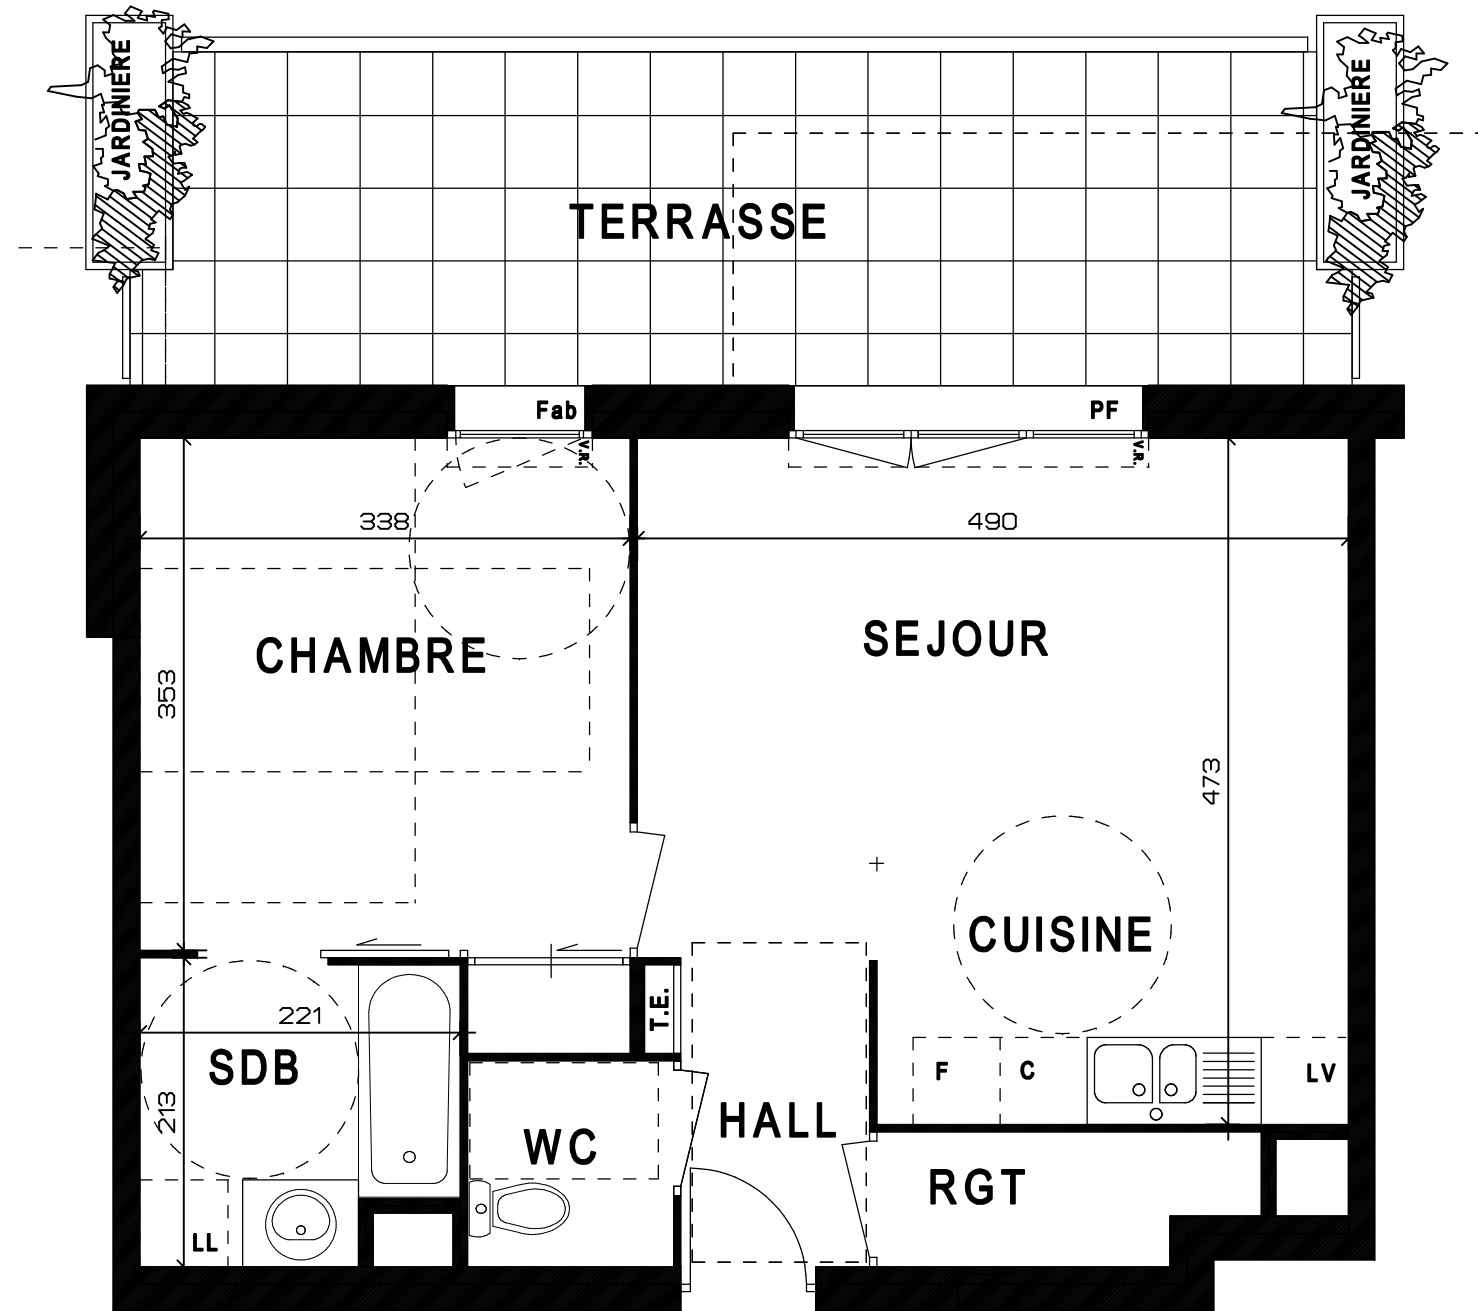 JARDINIERE
JARDINIERE
TERRASSE
Fab
PF
V.R.
V.R.
338
490
CHAMBRE
SEJOUR
353
473
CUISINE
T.E.
221
SDB
F
C
LV
213
HALL
WC
RGT
LL